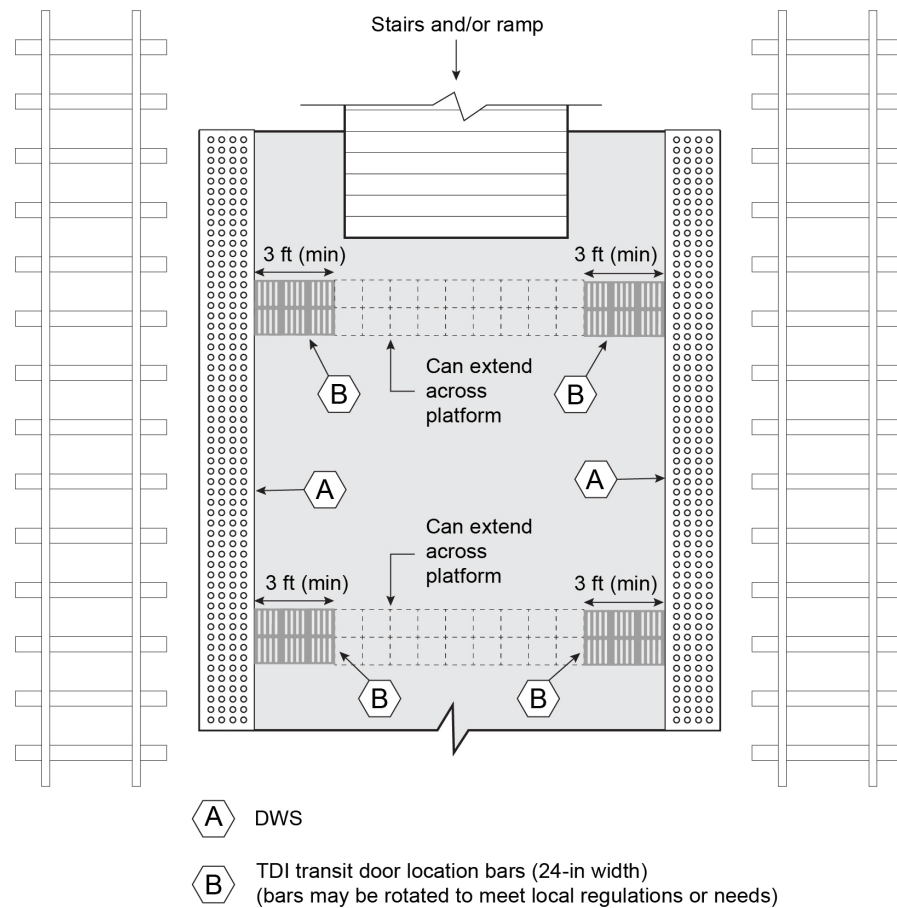 Stairs and/or ramp
3 ft (min)
3 ft (min)
Can extend
across
platform
B
B
A
A
Can extend
across
platform
3 ft (min)
3 ft (min)
B
B
A DWS
B TDI transit door location bars (24-in width)
(bars may be rotated to meet local regulations or needs)